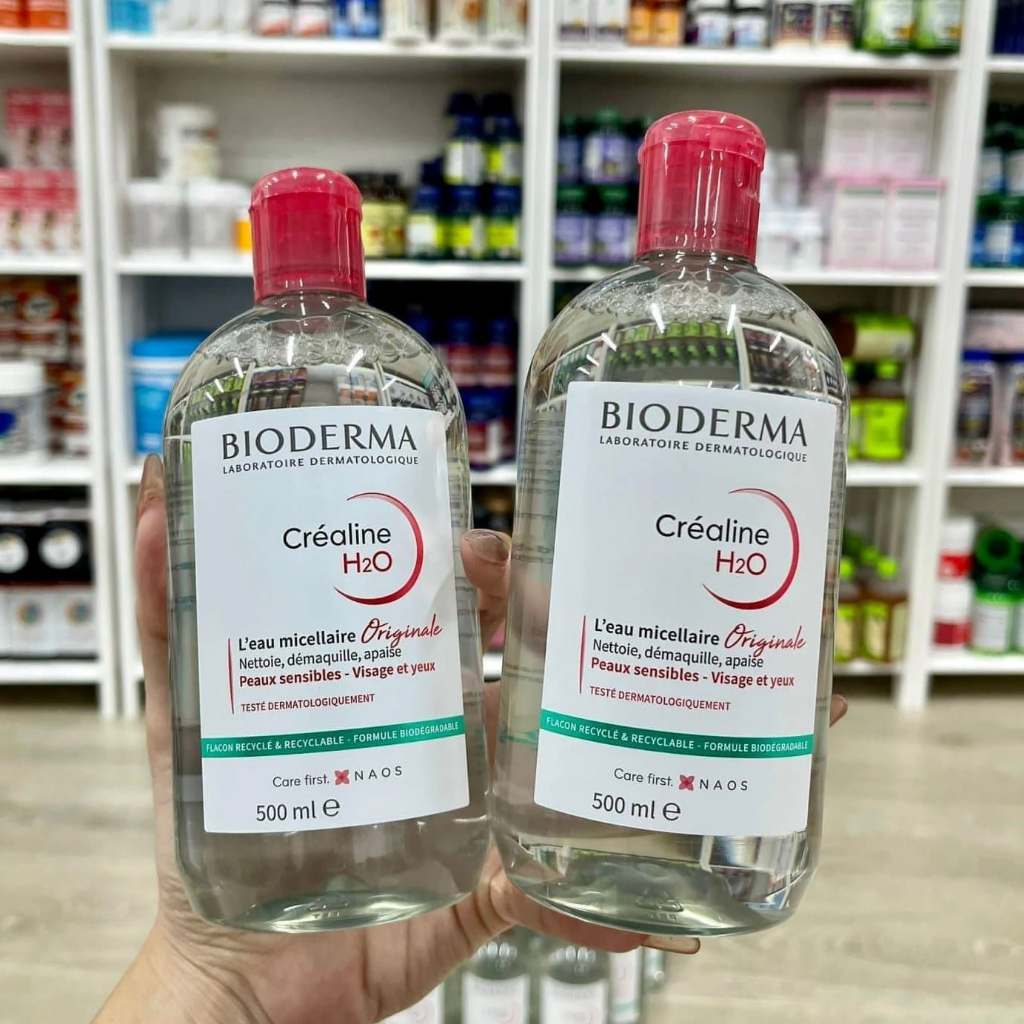 BIODERMA
LABORATOIRE DERMATOLOGIQUE
Créaline
H2O
L'eau micellaire Originale
Nettoie, démaquille, apaise
Peaux sensibles - Visage et yeux
TESTÉ DERMATOLOGIQUEMENT
FLACON RECYCLÉ & RECYCLABLE - FORMULE BIODÉGRADABLE
Care first. NAOS
500 ml ℮
BIODERMA
LABORATOIRE DERMATOLOGIQUE
Créaline
H2O
L'eau micellaire Originale
Nettoie, démaquille, apaise
Peaux sensibles - Visage et yeux
TESTÉ DERMATOLOGIQUEMENT
FLACON RECYCLÉ & RECYCLABLE - FORMULE BIODÉGRADABLE
Care first. NAOS
500 ml ℮